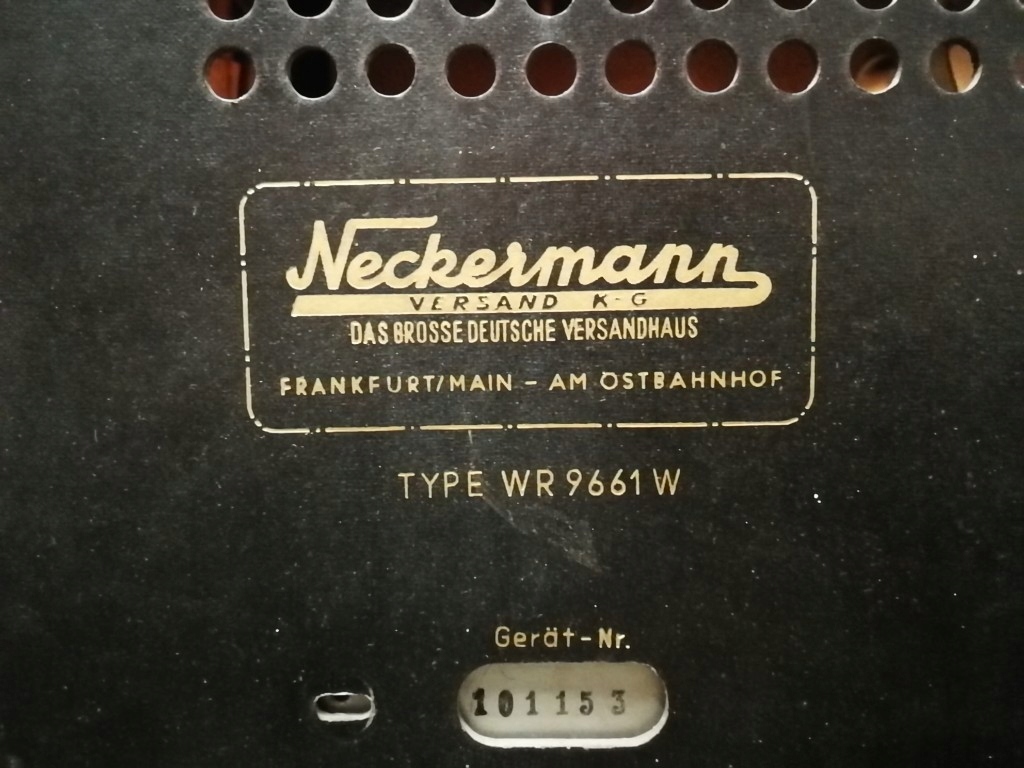 Neckermann
VERSAND K-G
DAS GROSSE DEUTSCHE VERSANDHAUS
FRANKFURT/MAIN - AM OSTBAHNHOF
TYPE WR 9661 W
Gerät-Nr.
101153